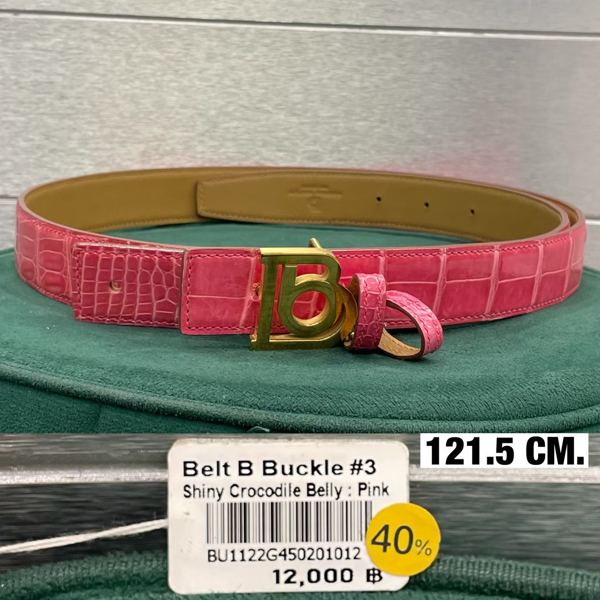 B
121.5 CM.
Belt B Buckle #3
Shiny Crocodile Belly : Pink
BU1122G450201012
40%
12,000 ฿